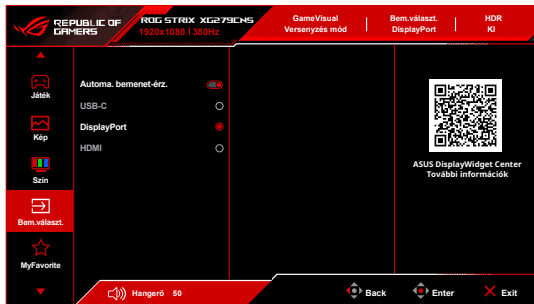 REPUBLIC OF
GAMERS
ROG STRIX XG279CNS
1920x1080 | 360Hz
GameVisual
Versenyzés mód
Bem.választ.
DisplayPort
HDR
KI
Játék
Kép
Szín
Bem.választ.
MyFavorite
Automa. bemenet-érz.
USB-C
DisplayPort
HDMI
ASUS DisplayWidget Center
További információk
Hangerő 50
Back
Enter
Exit